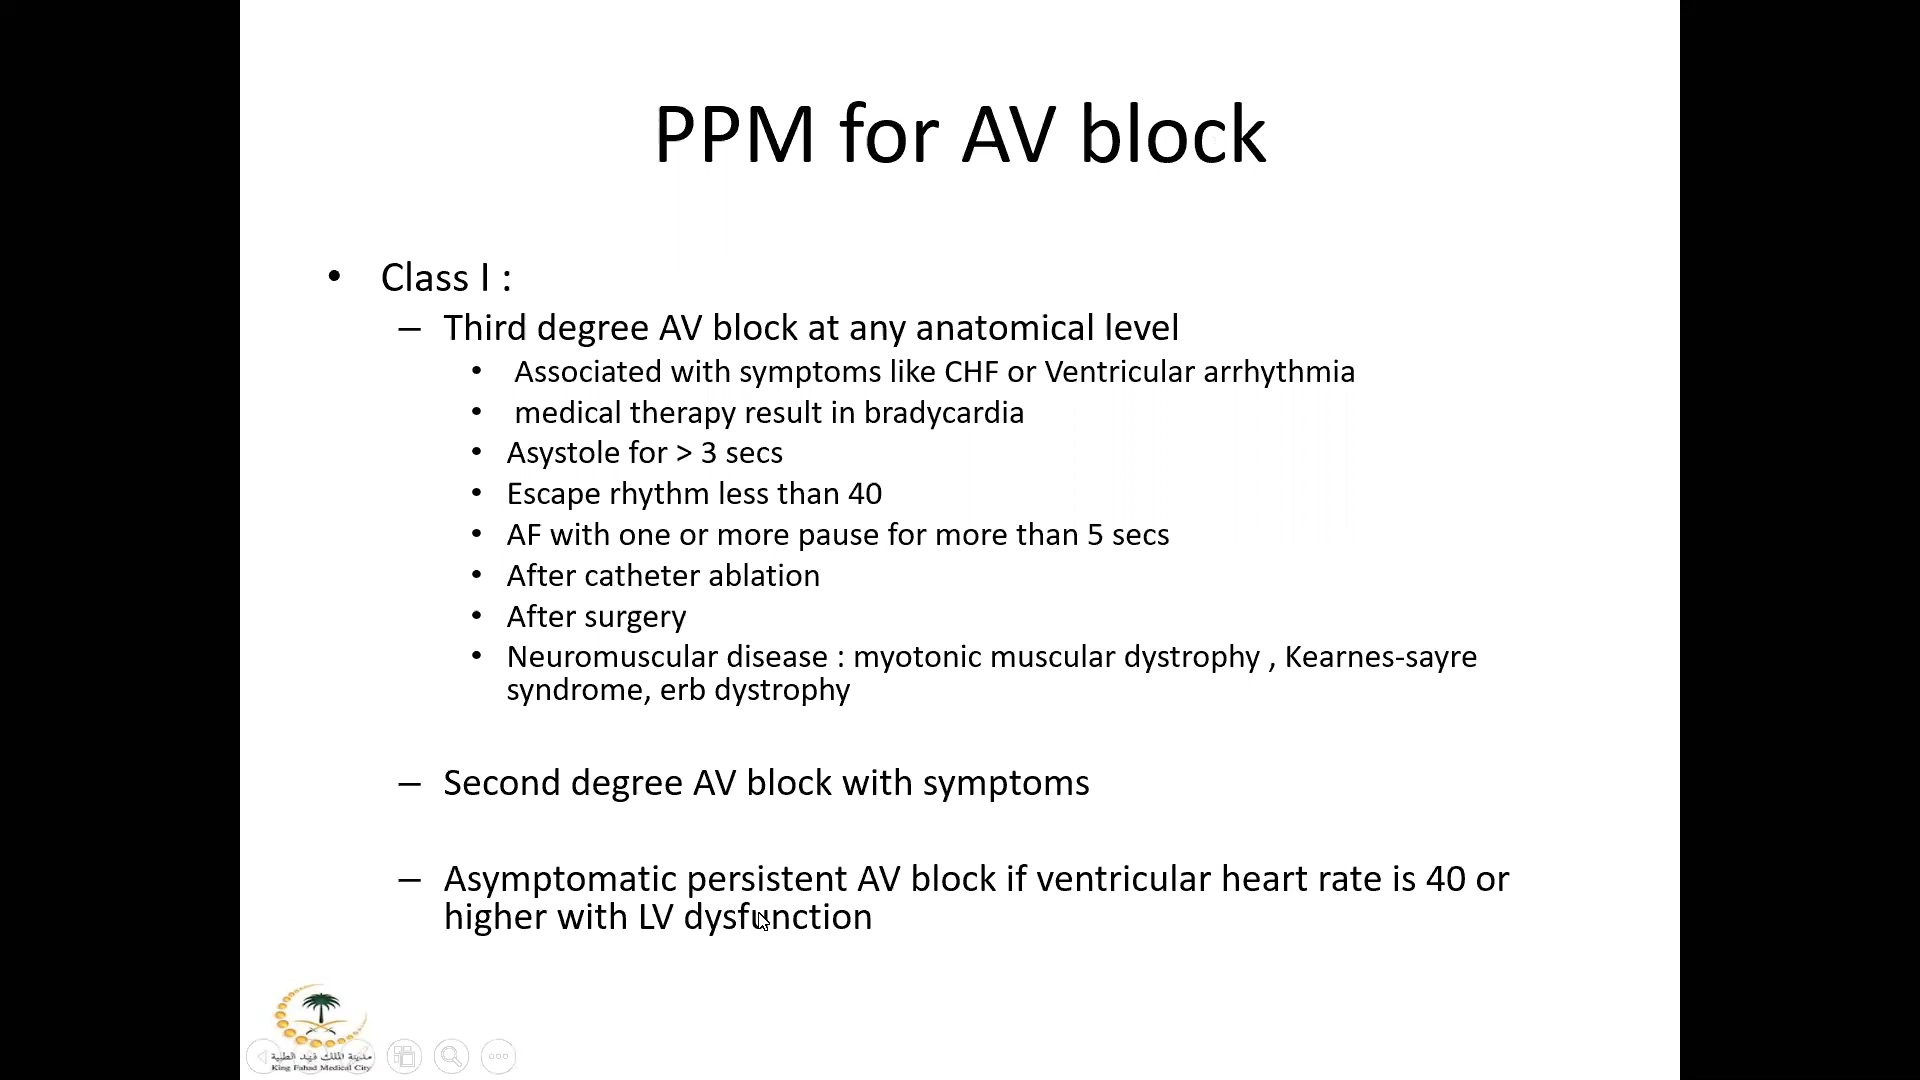 PPM for AV block
• Class I :
– Third degree AV block at any anatomical level
• Associated with symptoms like CHF or Ventricular arrhythmia
• medical therapy result in bradycardia
• Asystole for > 3 secs
• Escape rhythm less than 40
• AF with one or more pause for more than 5 secs
• After catheter ablation
• After surgery
• Neuromuscular disease : myotonic muscular dystrophy , Kearnes-sayre
syndrome, erb dystrophy
– Second degree AV block with symptoms
– Asymptomatic persistent AV block if ventricular heart rate is 40 or
higher with LV dysfunction
مدينة الملك فهد الطبية
King Fahad Medical City